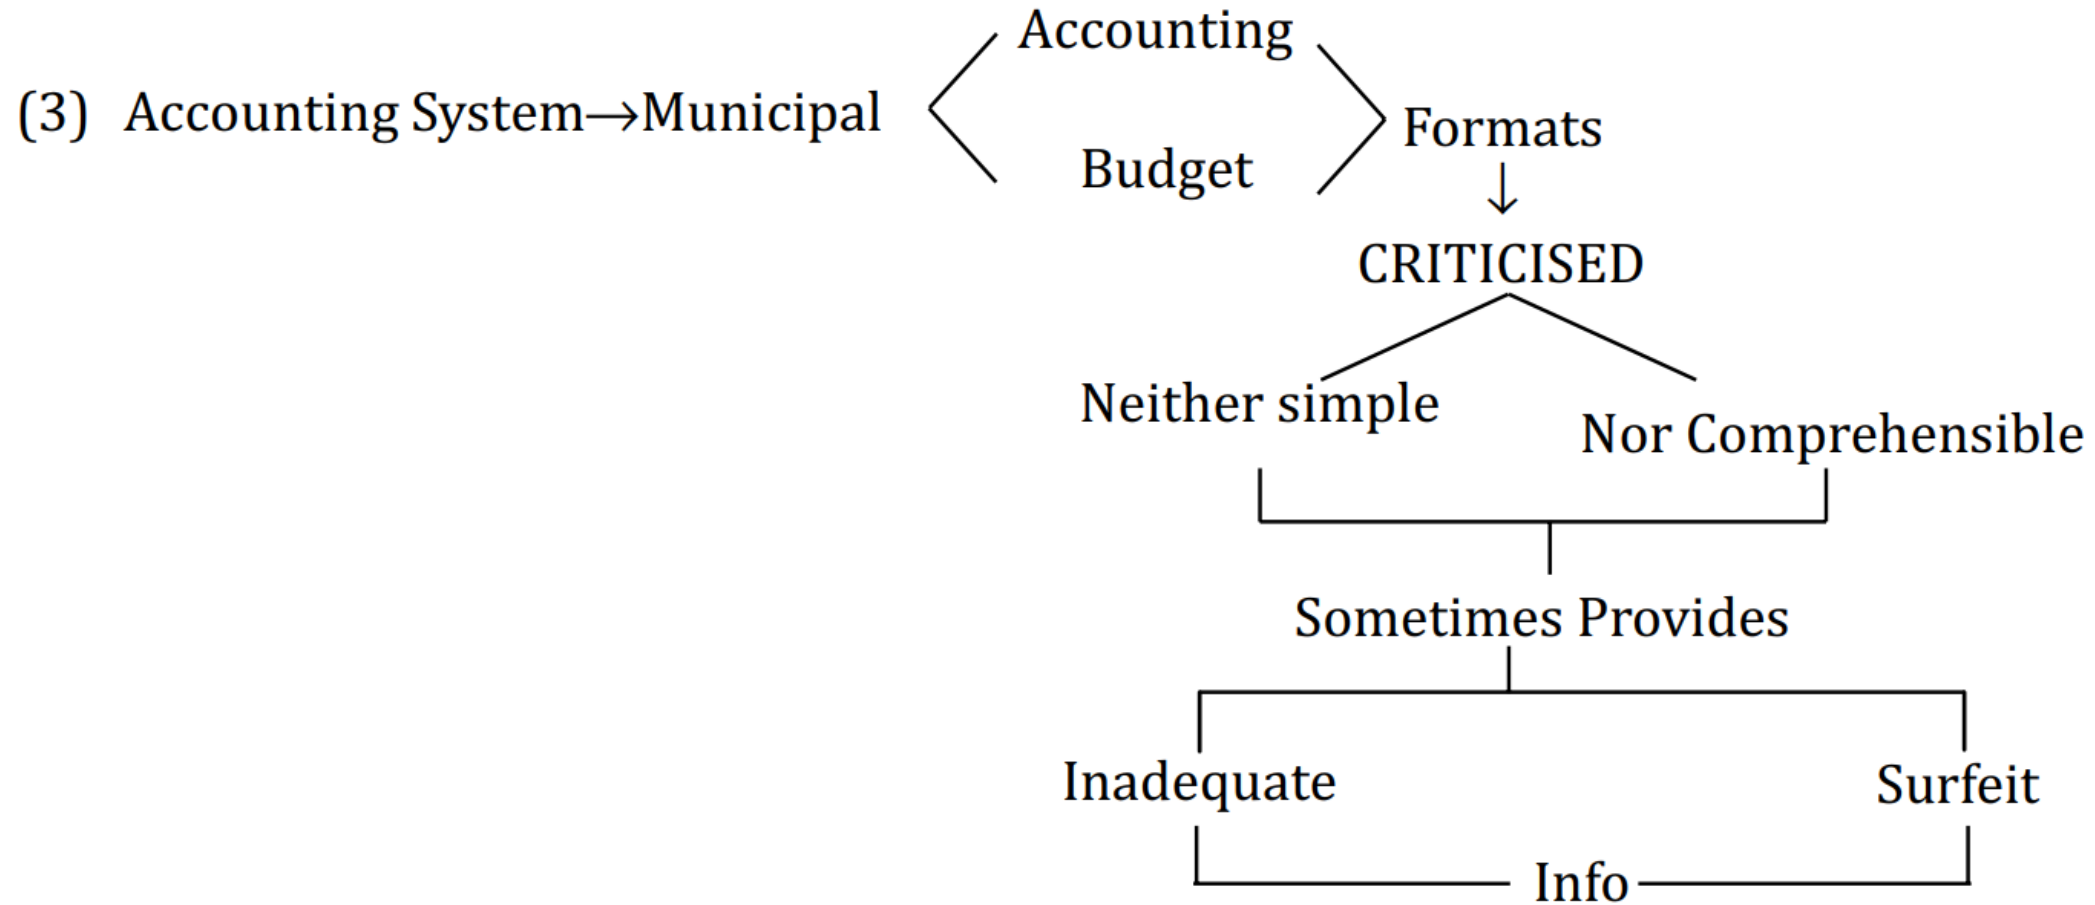 Accounting
(3) Accounting System→Municipal
Formats
Budget
↓
CRITICISED
Neither simple
Nor Comprehensible
Sometimes Provides
Inadequate
Surfeit
Info